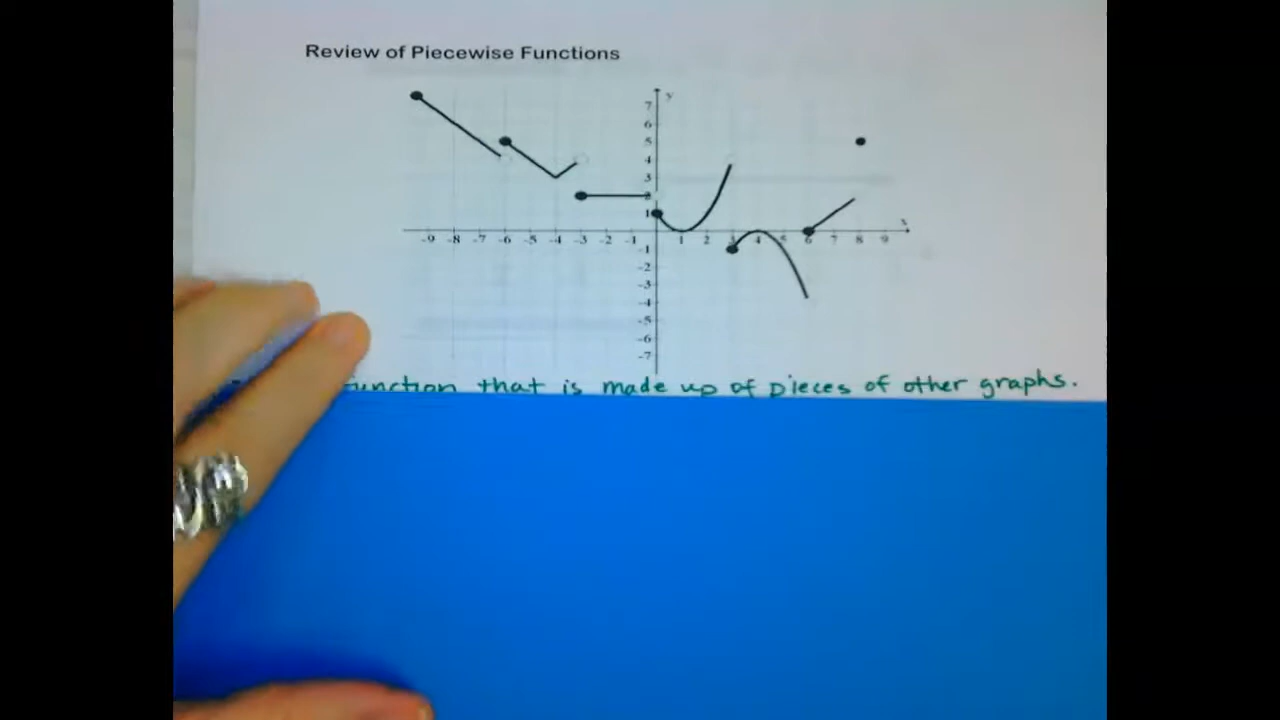 Review of Piecewise Functions
y
7
6
5
4
3
2
1
x
-9 -8 -7 -6 -5 -4 -3 -2 -1 1 2 3 4 5 6 7 8 9
-1
-2
-3
-4
-5
-6
-7
function that is made up of pieces of other graphs.